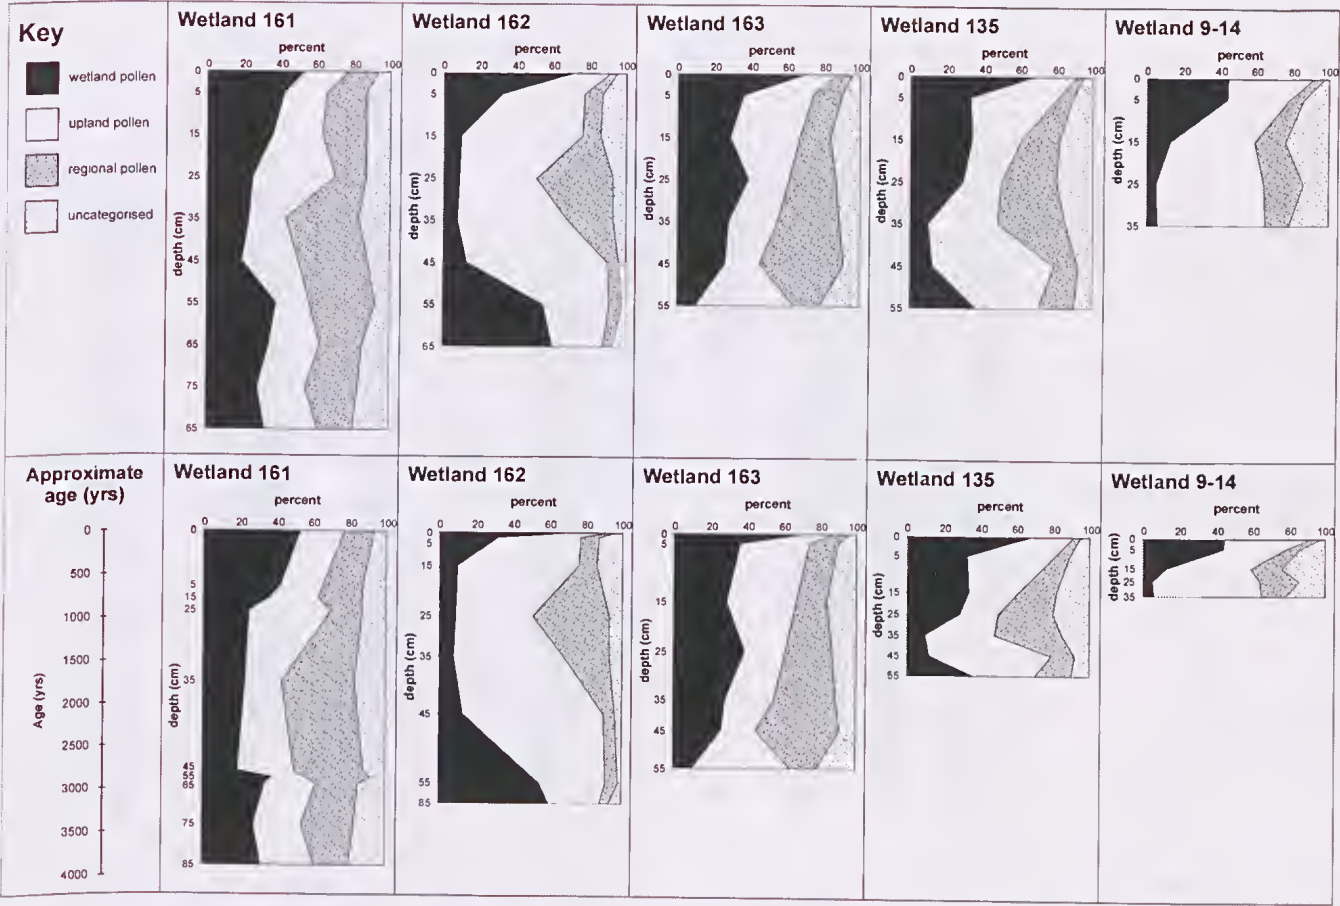 Key
wetland pollen
upland pollen
regional pollen
uncategorised
Wetland 161
percent
0 20 40 60 80 100
0
5
15
25
35
45
55
65
75
65
depth (cm)
Wetland 162
percent
0 20 40 60 80 100
0
5
15
25
35
45
55
65
depth (cm)
Wetland 163
percent
0 20 40 60 80 100
0
5
15
25
35
45
55
depth (cm)
Wetland 135
percent
0 20 40 60 80 100
0
5
15
25
35
45
55
depth (cm)
Wetland 9-14
percent
0 20 40 60 80 100
0
5
15
25
35
depth (cm)
Approximate
age (yrs)
0
500
1000
1500
2000
2500
3000
3500
4000
Age (yrs)
Wetland 161
percent
0 20 40 60 80 100
0
5
15
25
35
45
55
65
75
85
depth (cm)
Wetland 162
percent
0 20 40 60 80 100
0
5
15
25
35
45
55
85
depth (cm)
Wetland 163
percent
0 20 40 60 80 100
0
5
15
25
35
45
55
depth (cm)
Wetland 135
percent
0 20 40 60 80 100
0
5
15
25
35
45
55
depth (cm)
Wetland 9-14
percent
0 20 40 60 80 100
0
5
15
25
35
depth (cm)